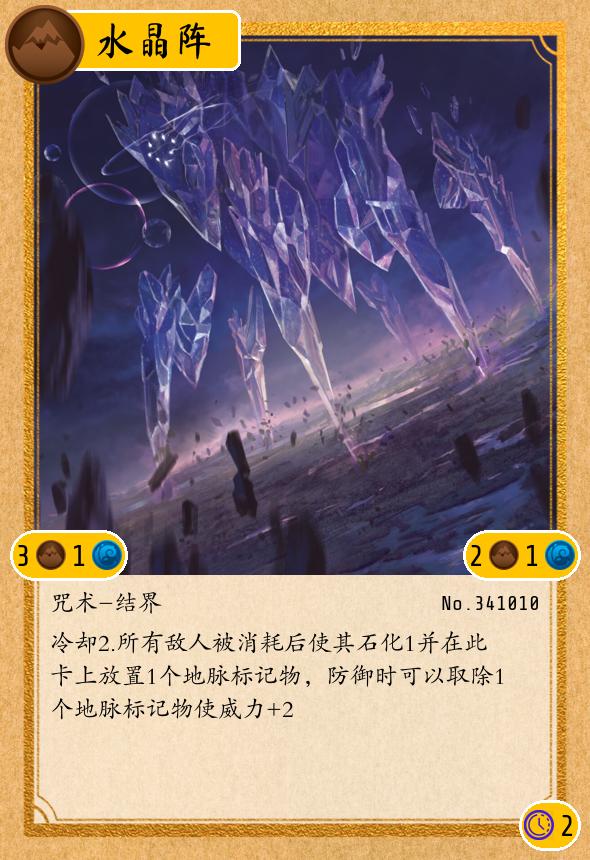 水晶阵
3 1
2 1
咒术-结界
No.341010
冷却2.所有敌人被消耗后使其石化1并在此
卡上放置1个地脉标记物，防御时可以取除1
个地脉标记物使威力+2
2